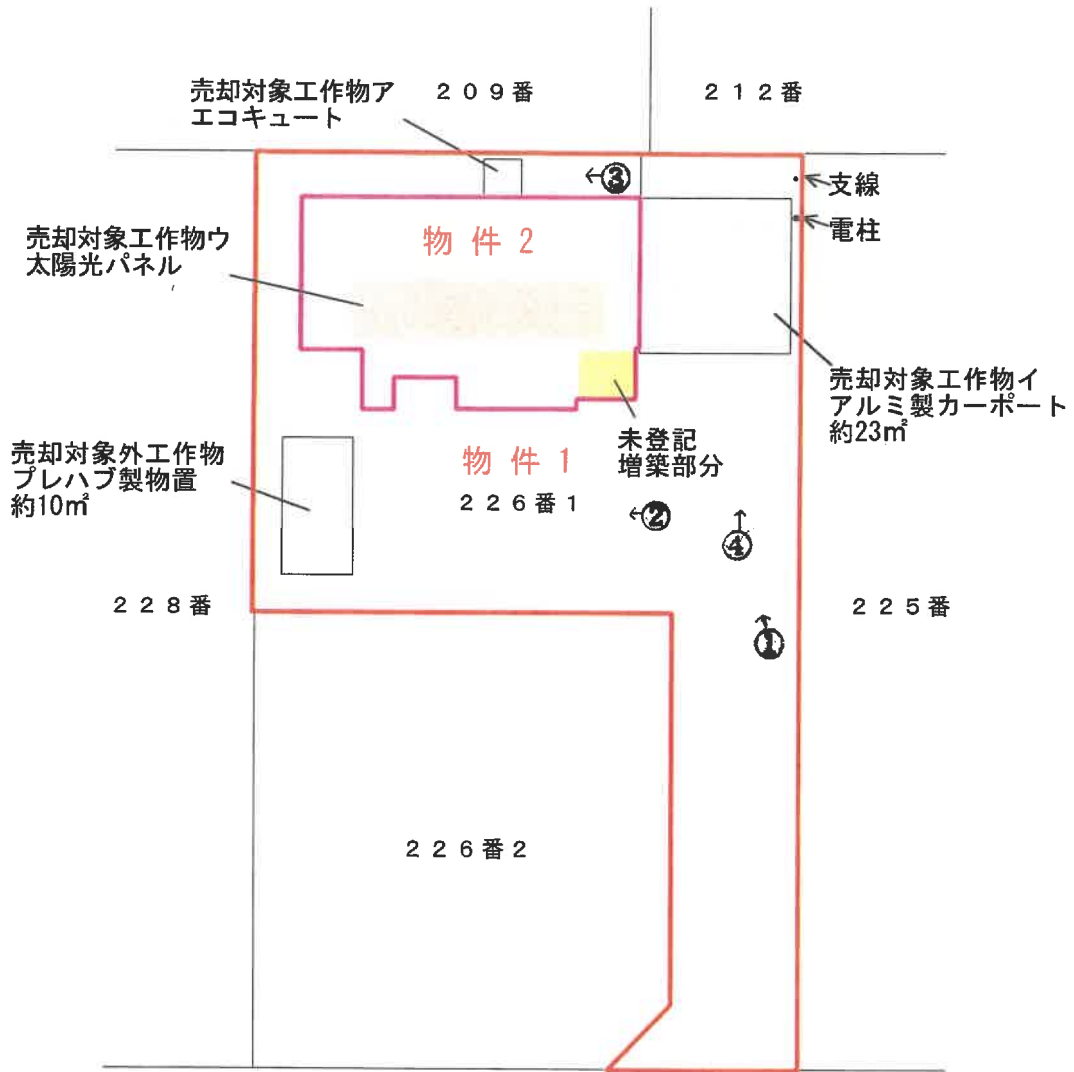 売却対象工作物ア
エコキュート
２０９番
２１２番
③
支線
電柱
売却対象工作物ウ
太陽光パネル
物件２
売却対象工作物イ
アルミ製カーポート
約23㎡
未登記
増築部分
売却対象外工作物
プレハブ製物置
約10㎡
物件１
２２６番１
②
④
２２８番
２２５番
①
２２６番２